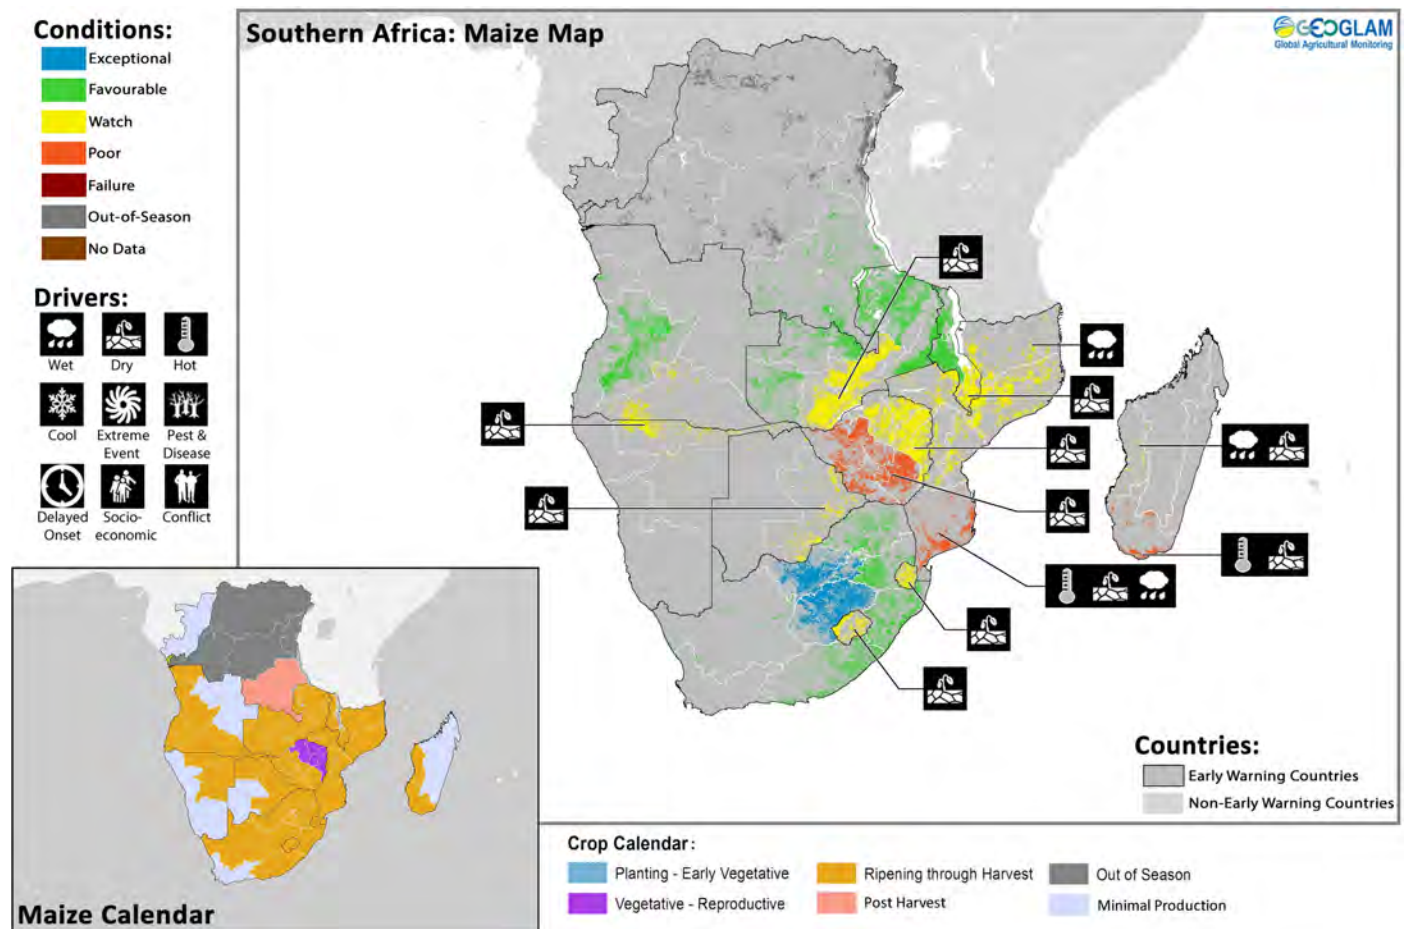 Conditions:
Exceptional
Favourable
Watch
Poor
Failure
Out-of-Season
No Data
Drivers:
Wet
Dry
Hot
Cool
Extreme
Event
Pest &
Disease
Delayed
Onset
Socio-
economic
Conflict
Southern Africa: Maize Map
GEOGLAM
Global Agricultural Monitoring
Countries:
Early Warning Countries
Non-Early Warning Countries
Maize Calendar
Crop Calendar:
Planting - Early Vegetative
Ripening through Harvest
Out of Season
Vegetative - Reproductive
Post Harvest
Minimal Production